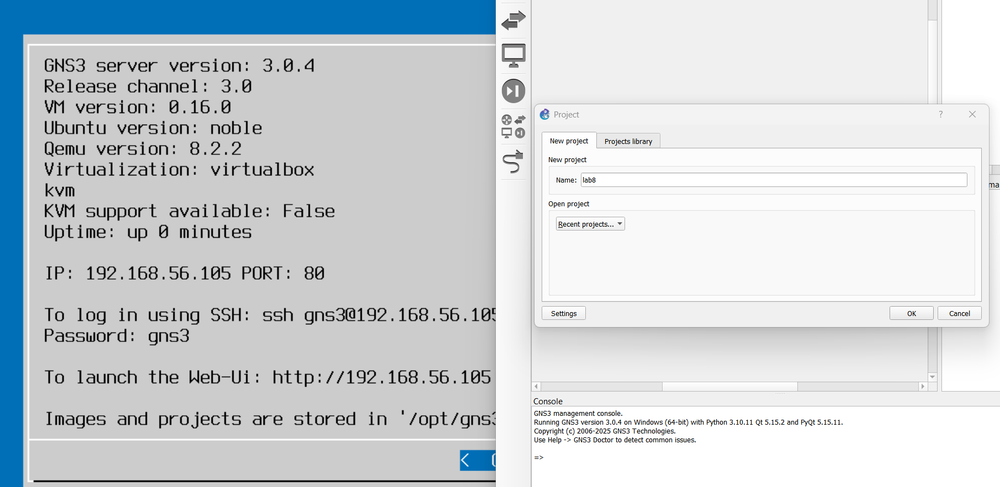 GNS3 server version: 3.0.4
Release channel: 3.0
VM version: 0.16.0
Ubuntu version: noble
Qemu version: 8.2.2
Virtualization: virtualbox
kvm
KVM support available: False
Uptime: up 0 minutes
IP: 192.168.56.105 PORT: 80
To log in using SSH: ssh gns3@192.168.56.105
Password: gns3
To launch the Web-Ui: http://192.168.56.105
Images and projects are stored in '/opt/gns3
<
Project
?
New project
Projects library
New project
Name: lab8
Open project
Recent projects...
Settings
OK
Cancel
Console
GNS3 management console.
Running GNS3 version 3.0.4 on Windows (64-bit) with Python 3.10.11 Qt 5.15.2 and PyQt 5.15.11.
Copyright (c) 2006-2025 GNS3 Technologies.
Use Help -> GNS3 Doctor to detect common issues.
=>